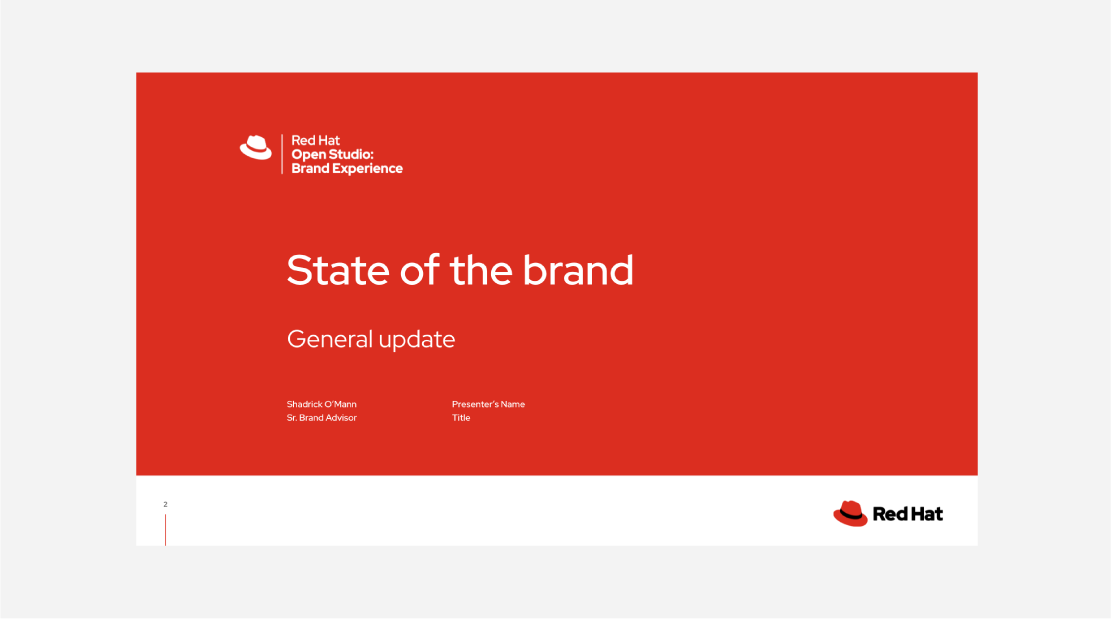 Red Hat
Open Studio:
Brand Experience
State of the brand
General update
Shadrick O’Mann
Sr. Brand Advisor
Presenter’s Name
Title
2
Red Hat